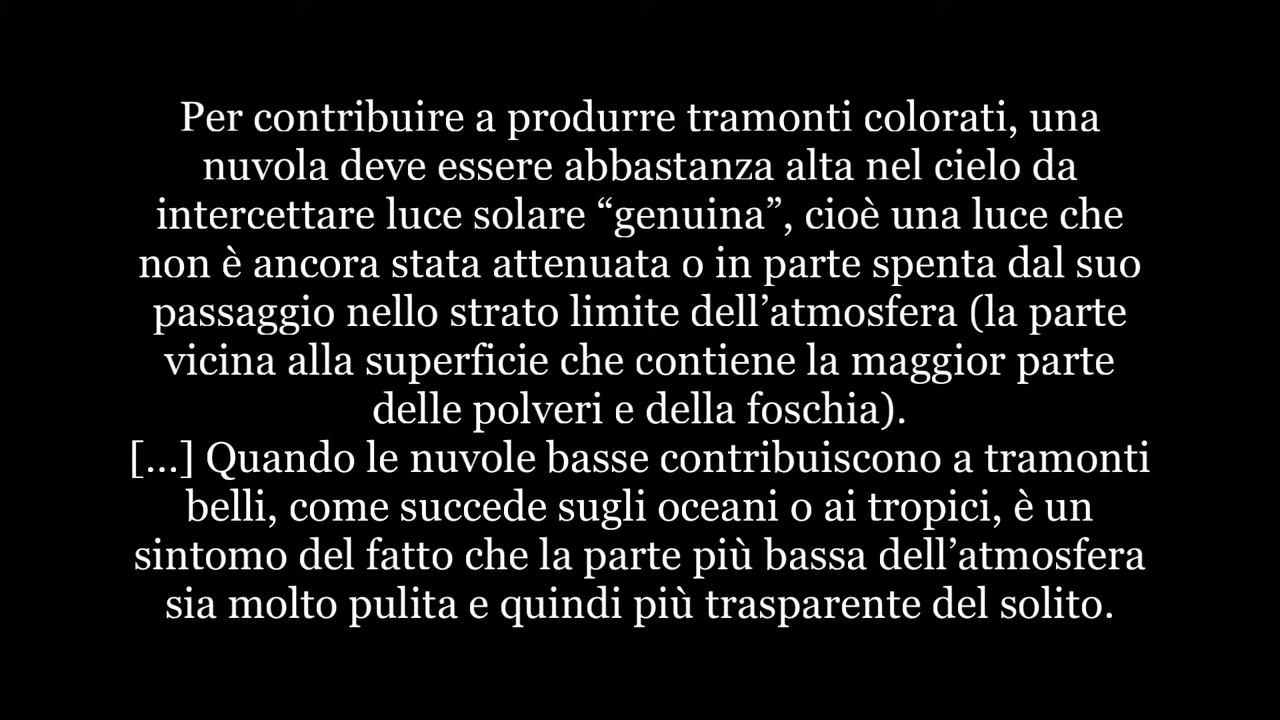 Per contribuire a produrre tramonti colorati, una
nuvola deve essere abbastanza alta nel cielo da
intercettare luce solare “genuina”, cioè una luce che
non è ancora stata attenuata o in parte spenta dal suo
passaggio nello strato limite dell’atmosfera (la parte
vicina alla superficie che contiene la maggior parte
delle polveri e della foschia).
[...] Quando le nuvole basse contribuiscono a tramonti
belli, come succede sugli oceani o ai tropici, è un
sintomo del fatto che la parte più bassa dell’atmosfera
sia molto pulita e quindi più trasparente del solito.